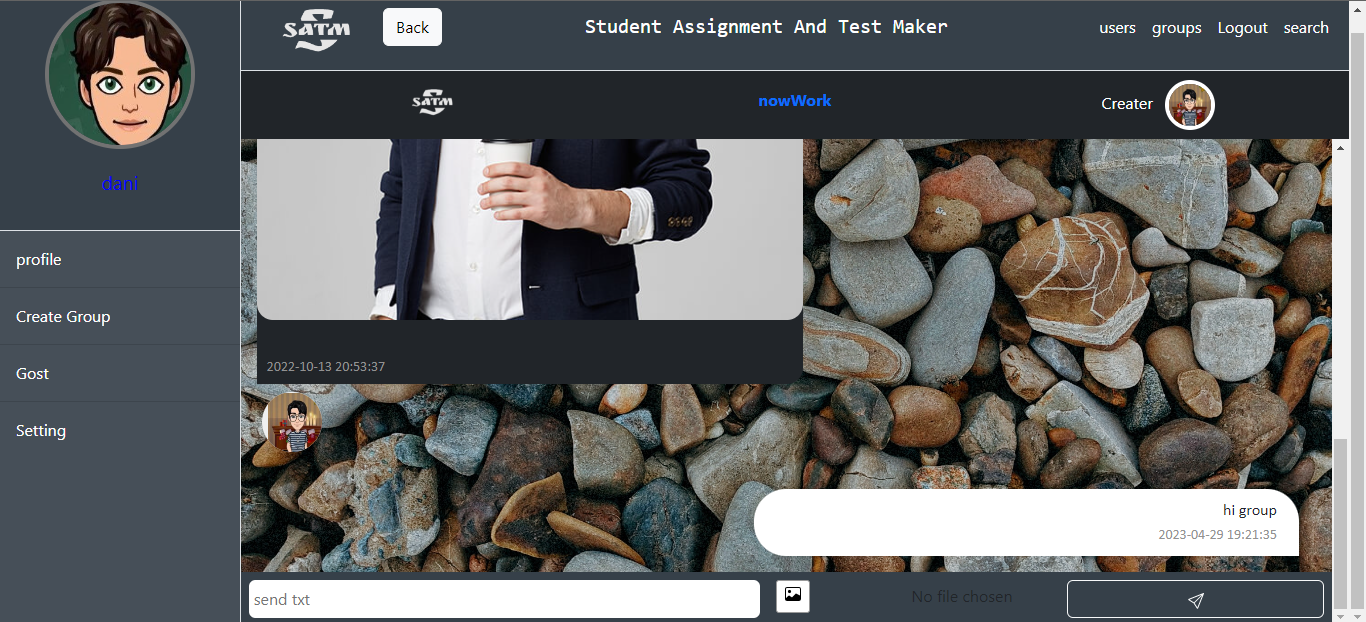 dani
profile
Create Group
Gost
Setting
SATM
Back
Student Assignment And Test Maker
users groups Logout search
SATM
nowWork
Creater
2022-10-13 20:53:37
hi group
2023-04-29 19:21:35
send txt
No file chosen